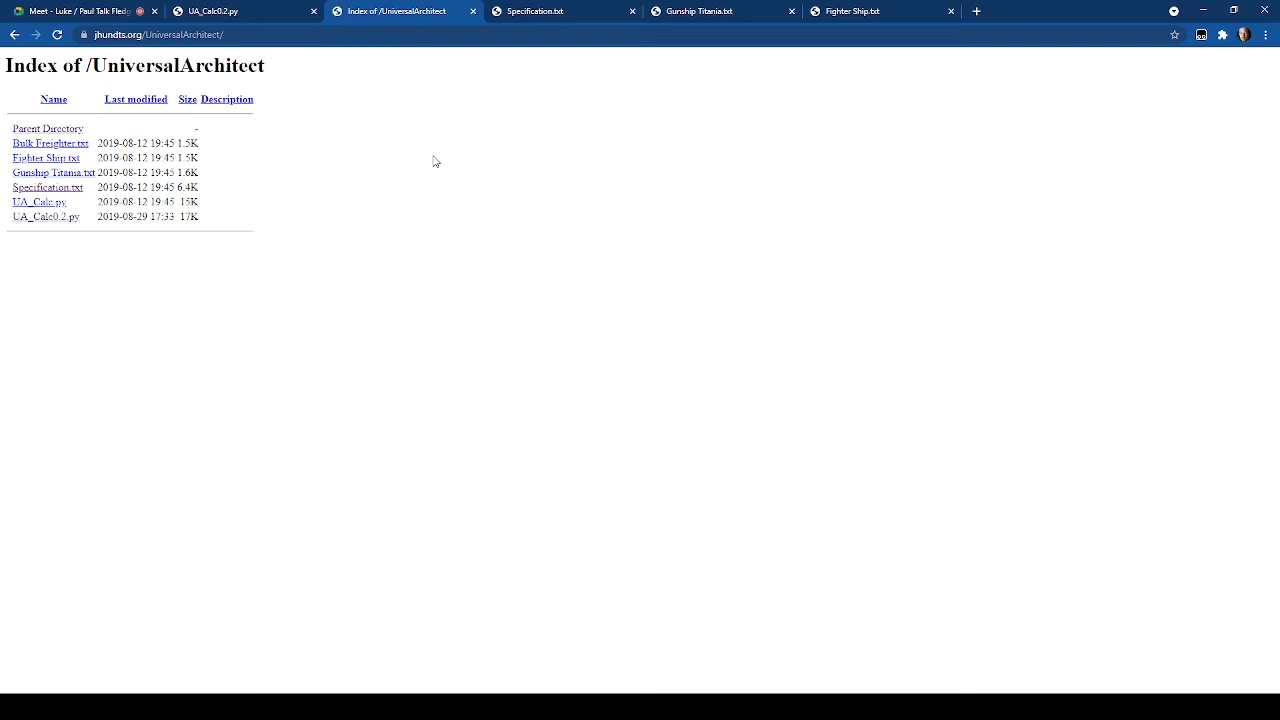 Meet - Luke / Paul Talk Fledg
UA_Calc0.2.py
Index of /UniversalArchitect
Specification.txt
Gunship Titania.txt
Fighter Ship.txt
jhundts.org/UniversalArchitect/
Index of /UniversalArchitect
Name Last modified Size Description
Parent Directory -
Bulk Freighter.txt 2019-08-12 19:45 1.5K
Fighter Ship.txt 2019-08-12 19:45 1.5K
Gunship Titania.txt 2019-08-12 19:45 1.6K
Specification.txt 2019-08-12 19:45 6.4K
UA_Calc.py 2019-08-12 19:45 15K
UA_Calc0.2.py 2019-08-29 17:33 17K